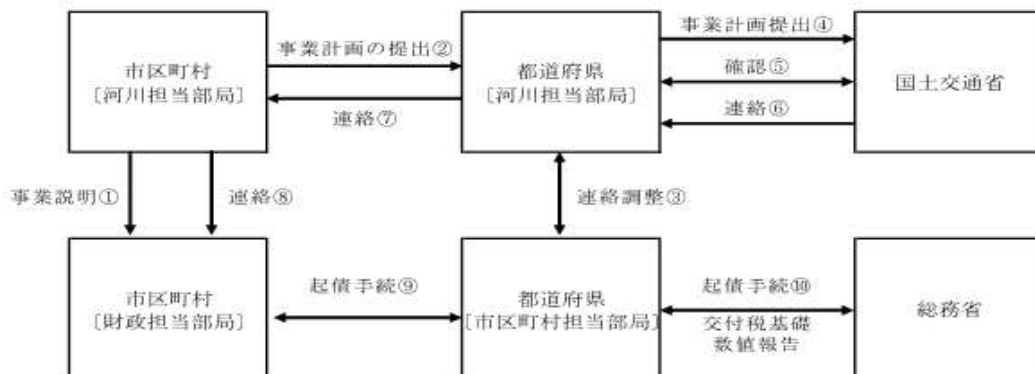 事業計画の提出②
事業計画提出④
市区町村
〔河川担当部局〕
都道府県
〔河川担当部局〕
確認⑤
国土交通省
連絡⑦
連絡⑥
事業説明①
連絡⑧
連絡調整③
市区町村
〔財政担当部局〕
起債手続⑨
都道府県
〔市区町村担当部局〕
起債手続⑩
交付税基礎
数値報告
総務省